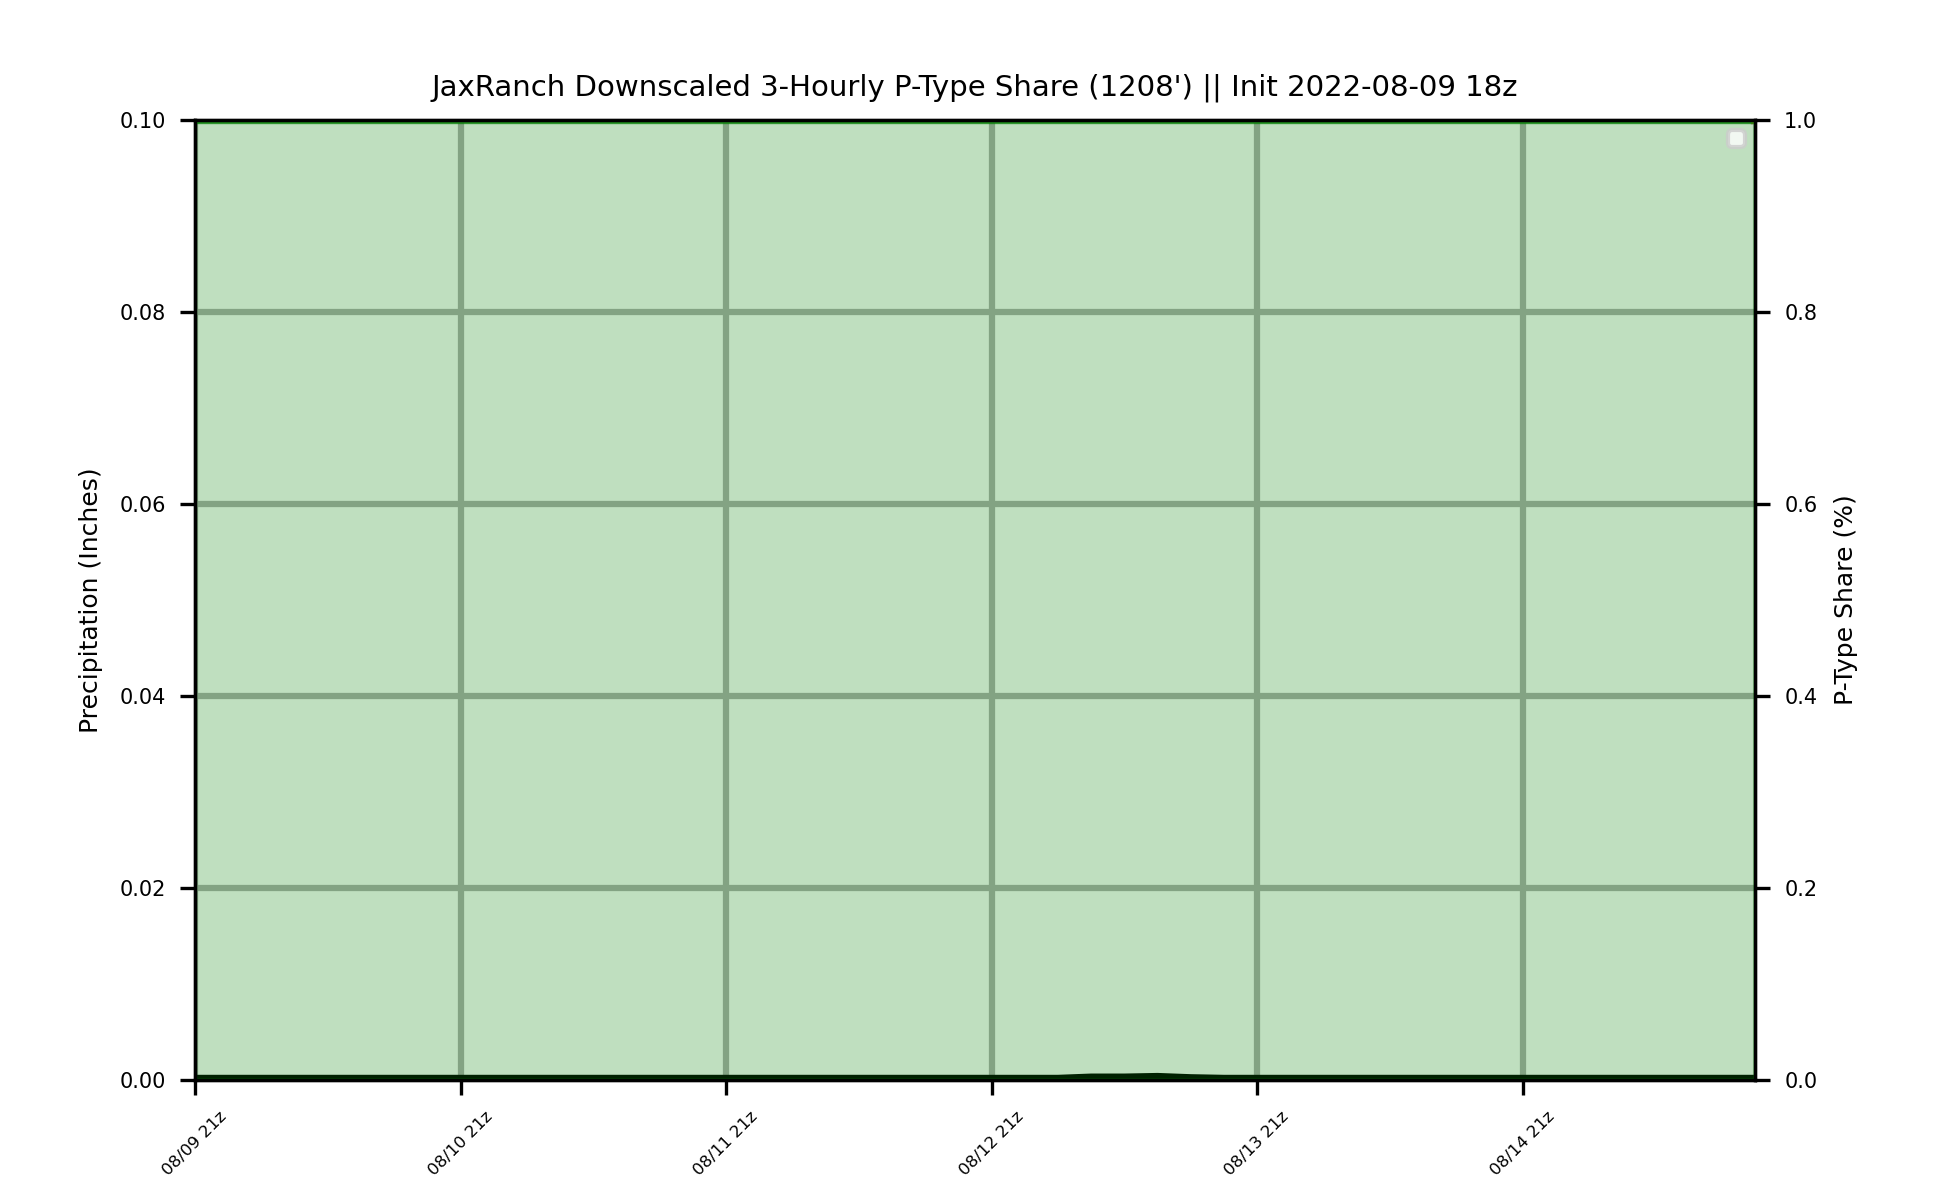 JaxRanch Downscaled 3-Hourly P-Type Share (1208') || Init 2022-08-09 18z
Precipitation (Inches)
0.10
0.08
0.06
0.04
0.02
0.00
1.0
0.8
0.6
0.4
0.2
0.0
P-Type Share (%)
08/09 21z
08/10 21z
08/11 21z
08/12 21z
08/13 21z
08/14 21z